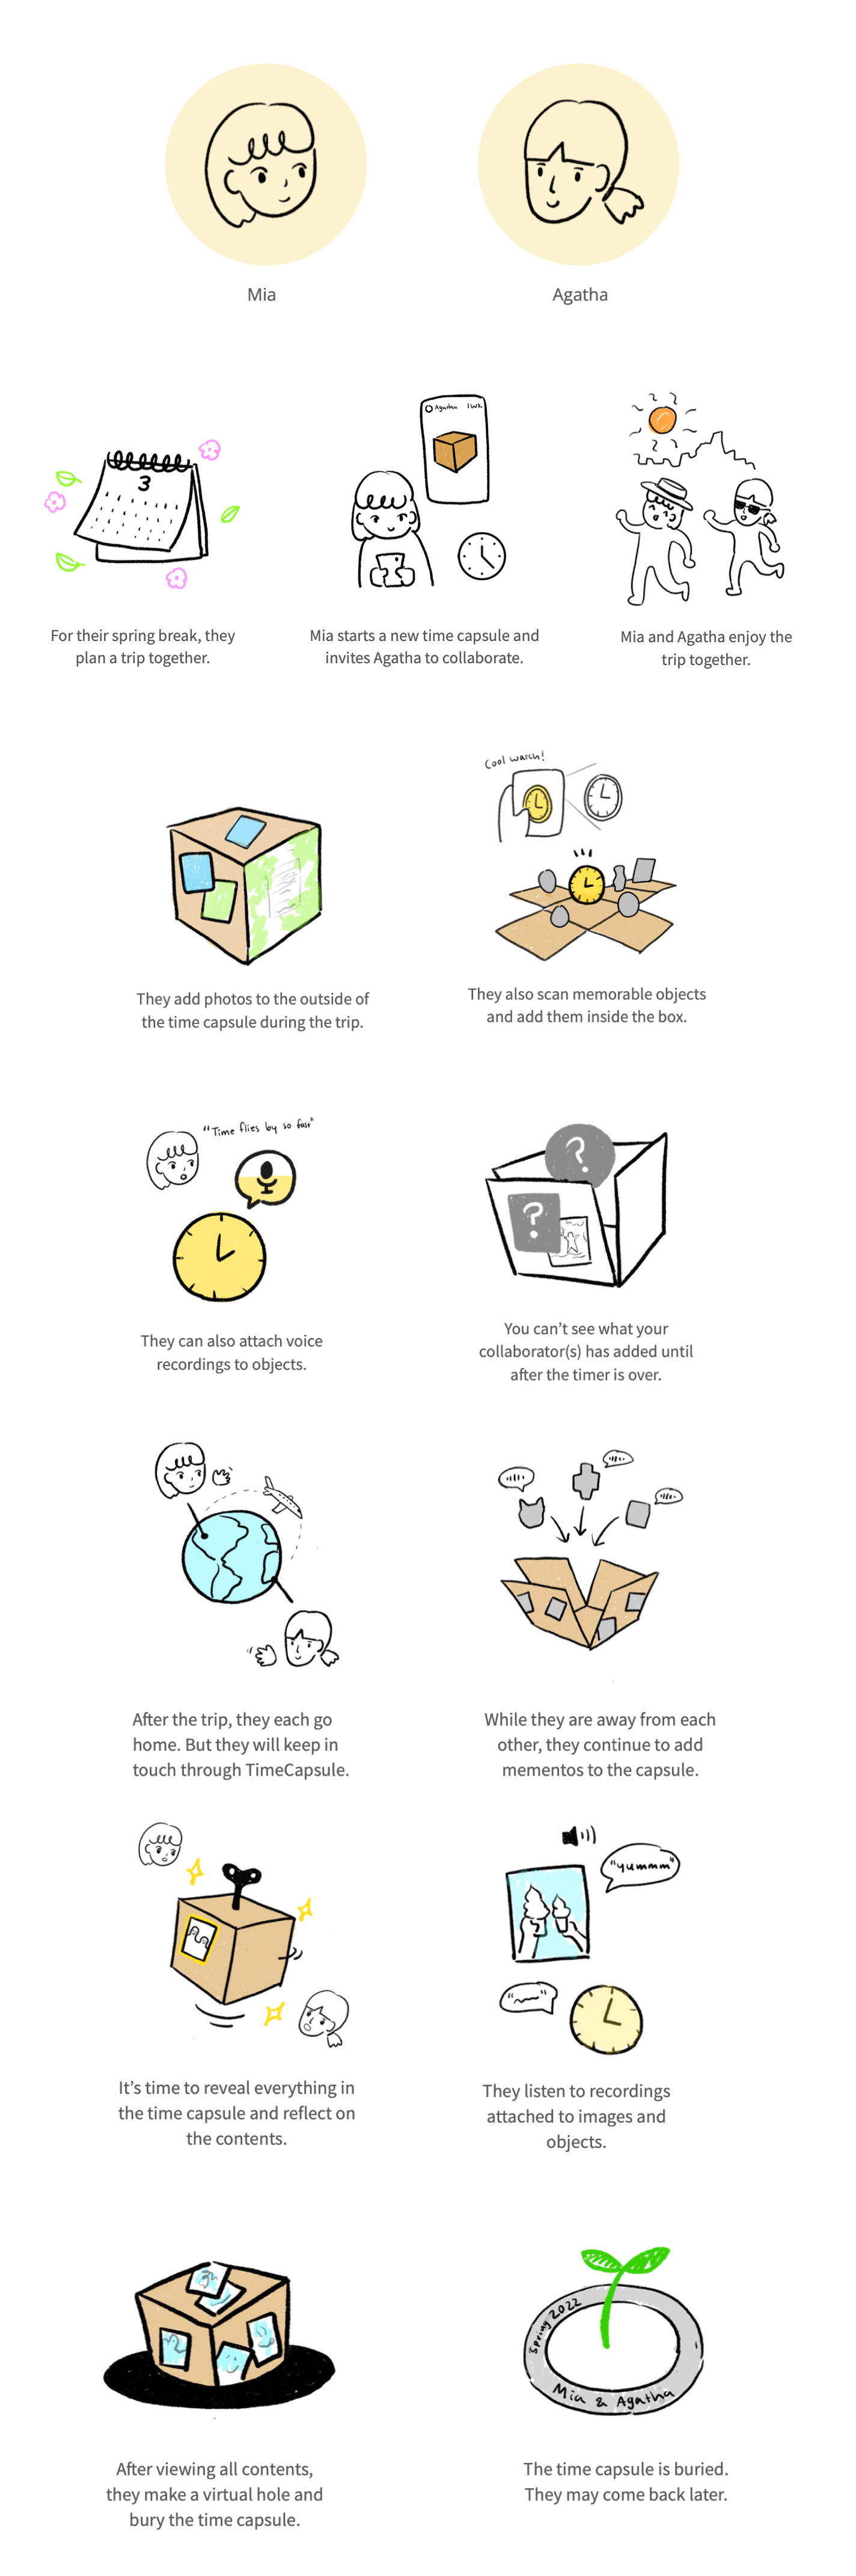 Mia
Agatha
Agatha 1wk
3
For their spring break, they
plan a trip together.
Mia starts a new time capsule and
invites Agatha to collaborate.
Mia and Agatha enjoy the
trip together.
They add photos to the outside of
the time capsule during the trip.
Cool watch!
They also scan memorable objects
and add them inside the box.
"Time flies by so fast"
They can also attach voice
recordings to objects.
?
?
You can't see what your
collaborator(s) has added until
after the timer is over.
After the trip, they each go
home. But they will keep in
touch through TimeCapsule.
While they are away from each
other, they continue to add
mementos to the capsule.
It's time to reveal everything in
the time capsule and reflect on
the contents.
"yummm"
They listen to recordings
attached to images and
objects.
After viewing all contents,
they make a virtual hole and
bury the time capsule.
Spring 2022
Mia & Agatha
The time capsule is buried.
They may come back later.